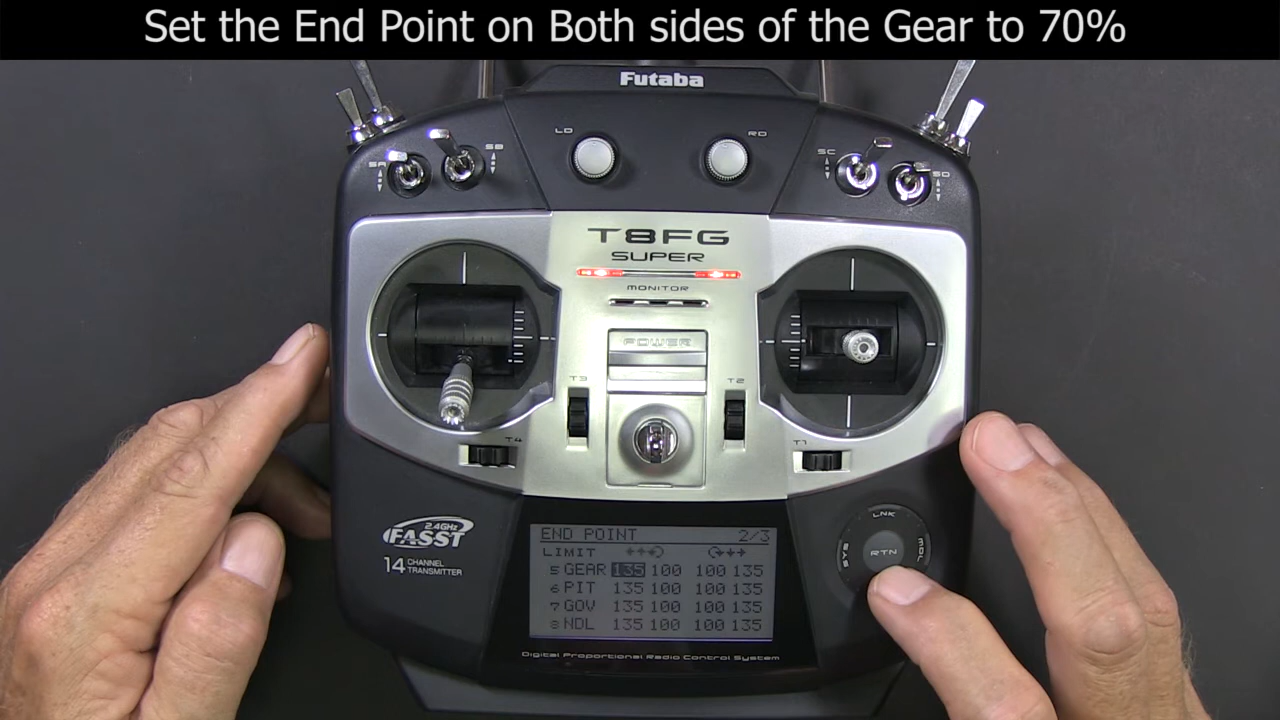 Set the End Point on Both sides of the Gear to 70%
Futaba
LD
RD
SA
SB
SC
SD
T8FG
SUPER
MONITOR
POWER
T3
T2
T4
T1
2.4GHz
FASST
14 CHANNEL
TRANSMITTER
LNK
SYS
RTN
MDL
END POINT 2/3
LIMIT
5 GEAR 135 100 100 135
6 PIT 135 100 100 135
7 GOV 135 100 100 135
8 NDL 135 100 100 135
Digital Proportional Radio Control System